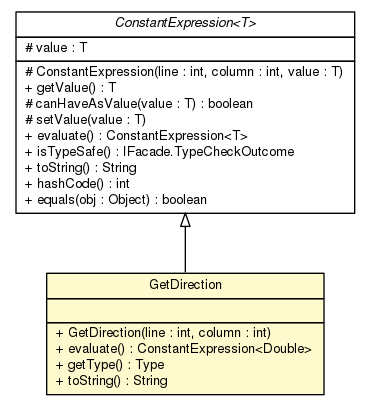 ConstantExpression<T>
# value : T
# ConstantExpression(line : int, column : int, value : T)
+ getValue() : T
# canHaveAsValue(value : T) : boolean
# setValue(value : T)
+ evaluate() : ConstantExpression<T>
+ isTypeSafe() : IFacade.TypeCheckOutcome
+ toString() : String
+ hashCode() : int
+ equals(obj : Object) : boolean
GetDirection
+ GetDirection(line : int, column : int)
+ evaluate() : ConstantExpression<Double>
+ getType() : Type
+ toString() : String